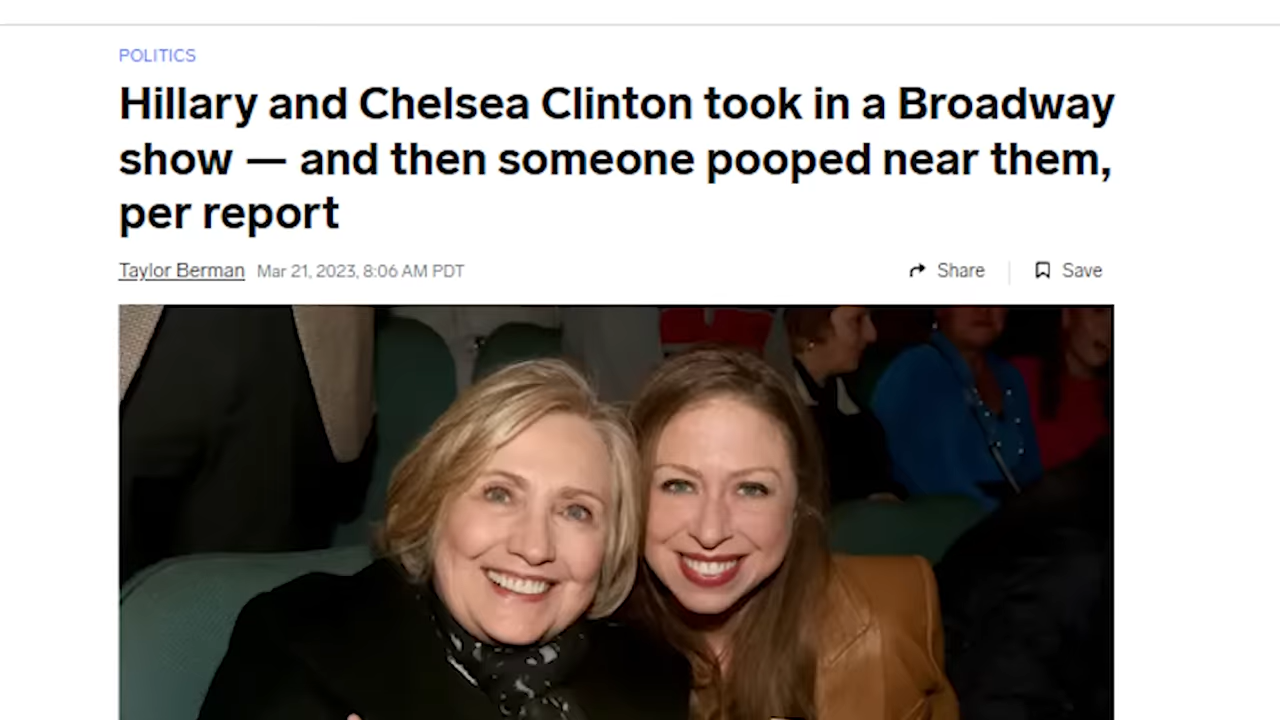 POLITICS
Hillary and Chelsea Clinton took in a Broadway
show — and then someone pooped near them,
per report
Taylor Berman Mar 21, 2023, 8:06 AM PDT Share Save